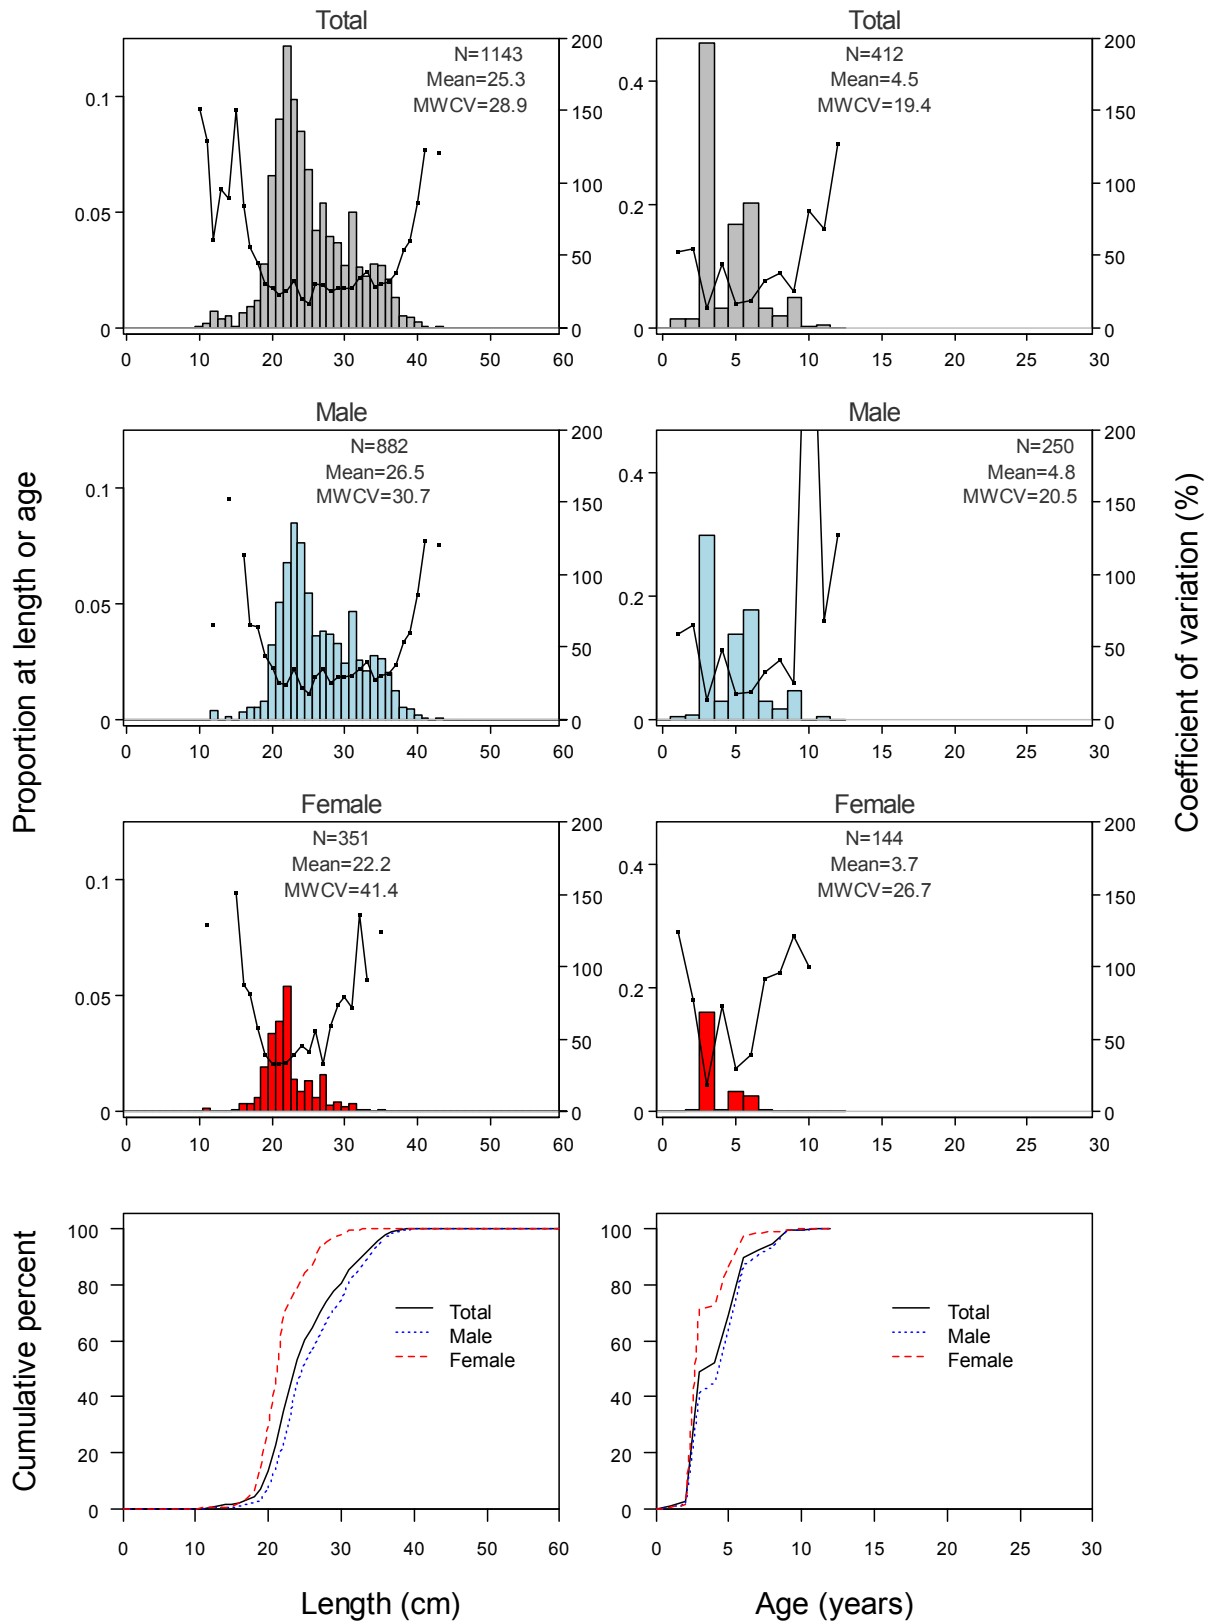 Total
N=1143
Mean=25.3
MWCV=28.9
0.1
0.05
0
200
150
100
50
0
0 10 20 30 40 50 60
Total
N=412
Mean=4.5
MWCV=19.4
0.4
0.2
0
200
150
100
50
0
0 5 10 15 20 25 30
Male
N=882
Mean=26.5
MWCV=30.7
0.1
0.05
0
200
150
100
50
0
0 10 20 30 40 50 60
Male
N=250
Mean=4.8
MWCV=20.5
0.4
0.2
0
200
150
100
50
0
0 5 10 15 20 25 30
Proportion at length or age
Coefficient of variation (%)
Female
N=351
Mean=22.2
MWCV=41.4
0.1
0.05
0
200
150
100
50
0
0 10 20 30 40 50 60
Female
N=144
Mean=3.7
MWCV=26.7
0.4
0.2
0
200
150
100
50
0
0 5 10 15 20 25 30
Cumulative percent
100
80
60
40
20
0
Total
Male
Female
0 10 20 30 40 50 60
Length (cm)
100
80
60
40
20
0
Total
Male
Female
0 5 10 15 20 25 30
Age (years)